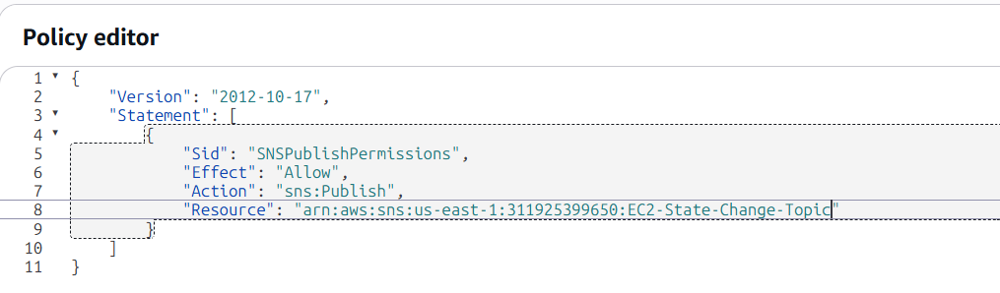 Policy editor
1 {
2 "Version": "2012-10-17",
3 "Statement": [
4 {
5 "Sid": "SNSPublishPermissions",
6 "Effect": "Allow",
7 "Action": "sns:Publish",
8 "Resource": "arn:aws:sns:us-east-1:311925399650:EC2-State-Change-Topic"
9 }
10 ]
11 }